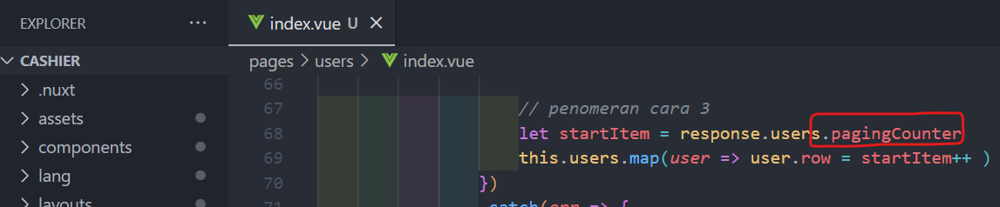 EXPLORER ...
index.vue U ×
CASHIER
pages > users > index.vue
.nuxt
assets
components
lang
layouts
66
67 // penomeran cara 3
68 let startItem = response.users.pagingCounter
69 this.users.map(user => user.row = startItem++ )
70 })
71 .catch(err => {